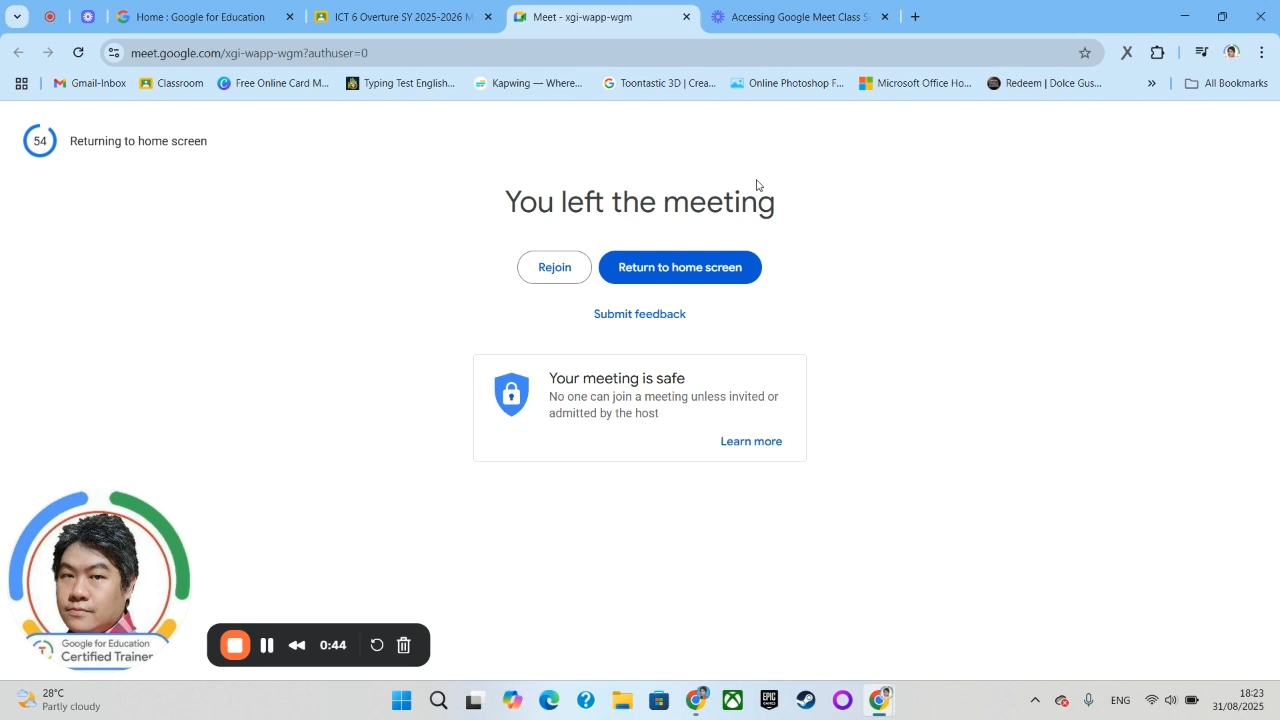 Home : Google for Education
ICT 6 Overture SY 2025-2026 M
Meet - xgi-wapp-wgm
Accessing Google Meet Class S
meet.google.com/xgi-wapp-wgm?authuser=0
Gmail-Inbox
Classroom
Free Online Card M...
Typing Test English...
Kapwing — Where...
Toontastic 3D | Crea...
Online Photoshop F...
Microsoft Office Ho...
Redeem | Dolce Gus...
All Bookmarks
54
Returning to home screen
You left the meeting
Rejoin
Return to home screen
Submit feedback
Your meeting is safe
No one can join a meeting unless invited or
admitted by the host
Learn more
Google for Education
Certified Trainer
0:44
28°C
Partly cloudy
EPIC
GAMES
ENG
18:23
31/08/2025